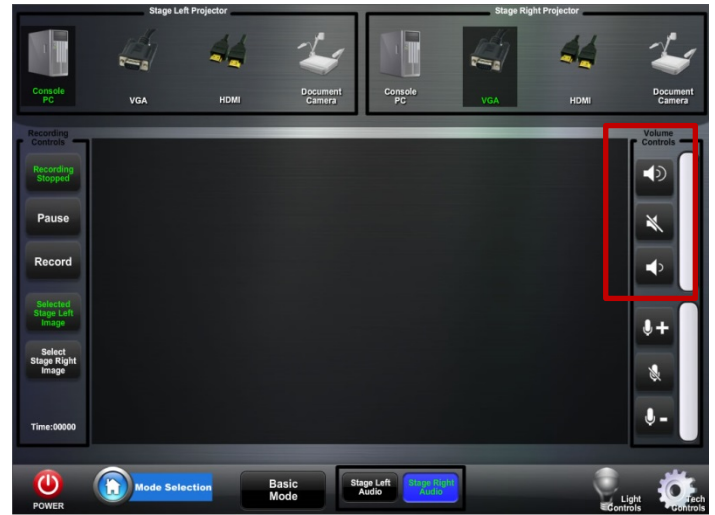 Stage Left Projector
Stage Right Projector
Console
PC
VGA
HDMI
Document
Camera
Console
PC
VGA
HDMI
Document
Camera
Recording
Controls
Recording
Stopped
Pause
Record
Selected
Stage Left
Image
Select
Stage Right
Image
Time:00000
Volume
Controls
POWER
Mode Selection
Basic
Mode
Stage Left
Audio
Stage Right
Audio
Light
Controls
Tech
Controls